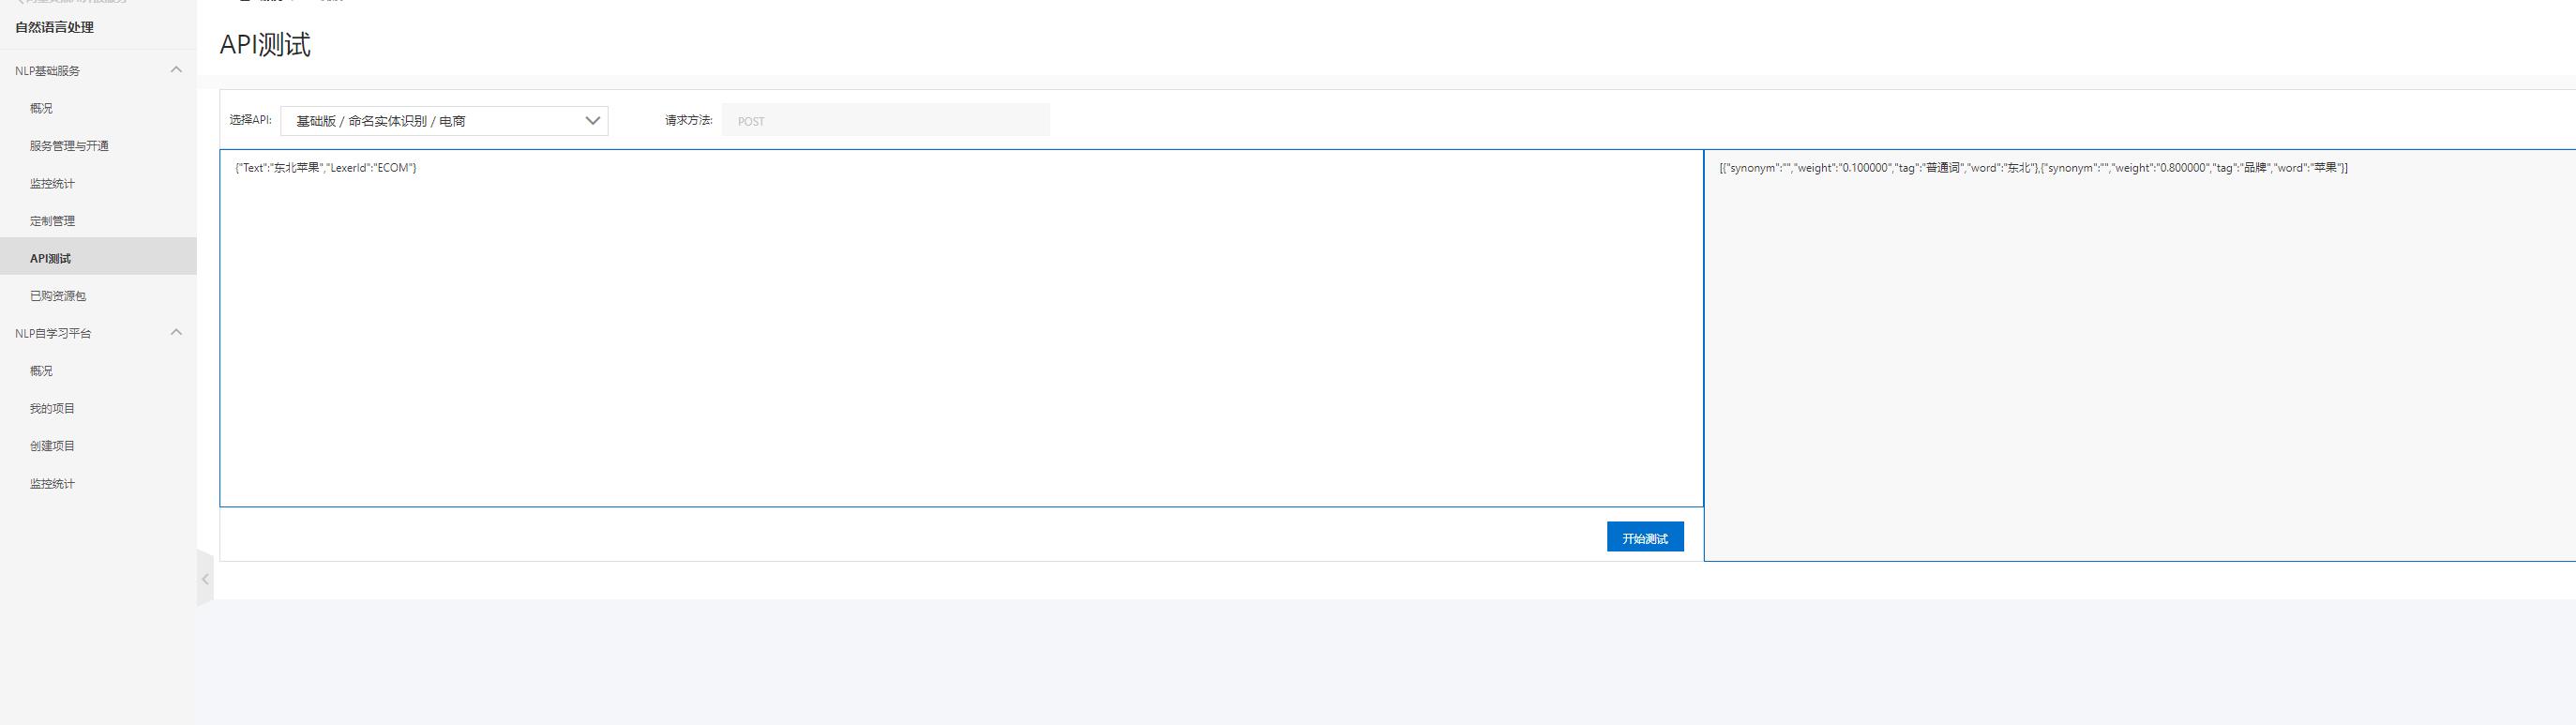 自然语言处理
NLP基础服务
概况
服务管理与开通
监控统计
定制管理
API测试
已购资源包
NLP自学习平台
概况
我的项目
创建项目
监控统计
API测试
选择API:
基础版 / 命名实体识别 / 电商
请求方法:
POST
{"Text":"东北苹果","LexerId":"ECOM"}
[{"synonym":"","weight":"0.100000","tag":"普通词","word":"东北"},{"synonym":"","weight":"0.800000","tag":"品牌","word":"苹果"}]
开始测试